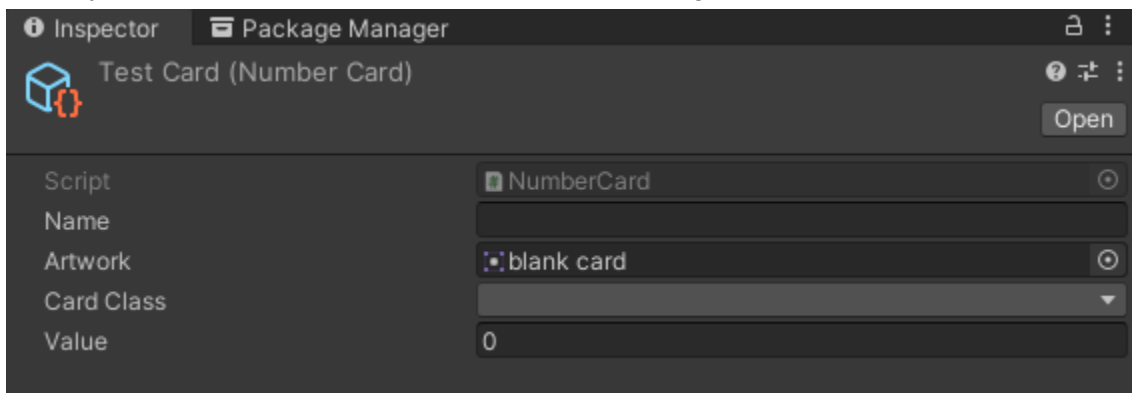 Inspector Package Manager
Test Card (Number Card)
Open
Script NumberCard
Name
Artwork blank card
Card Class
Value 0